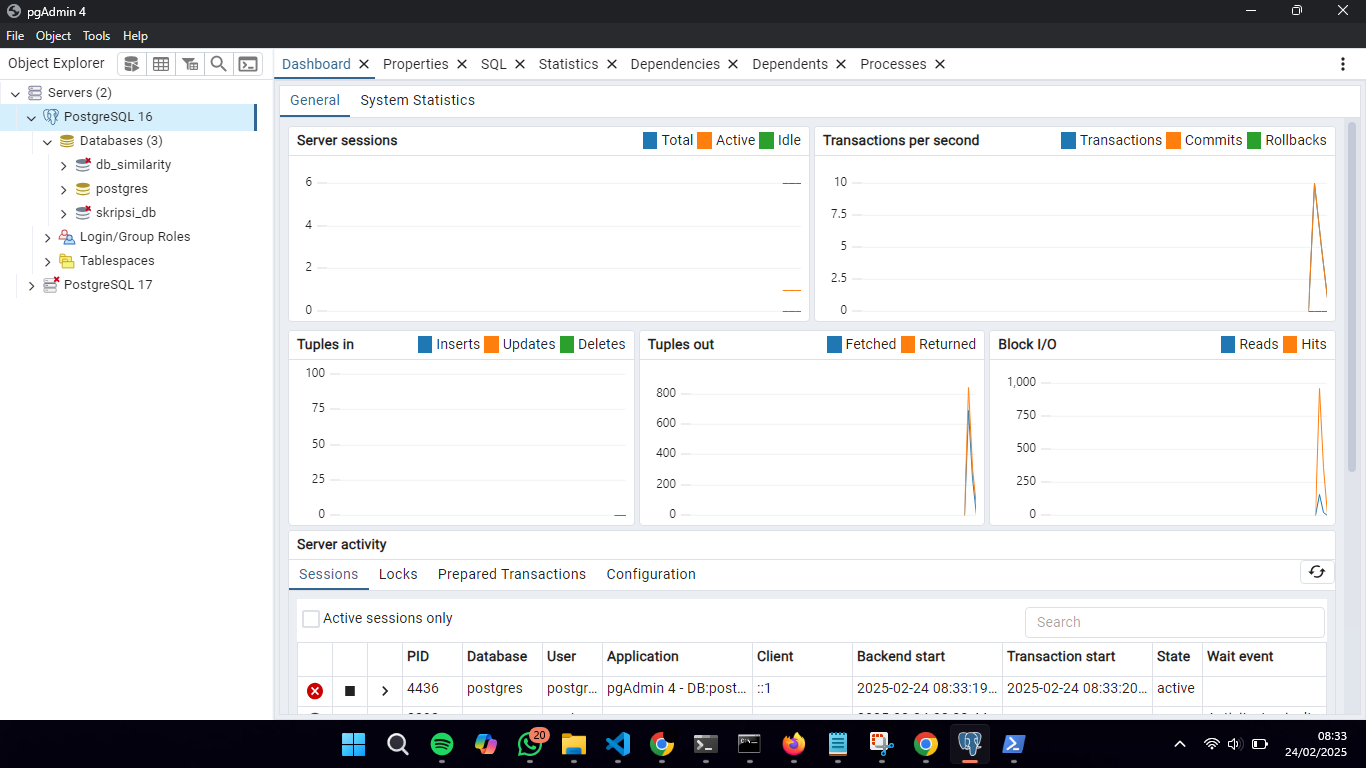 pgAdmin 4
File Object Tools Help
Object Explorer
Dashboard Properties SQL Statistics Dependencies Dependents Processes
Servers (2)
PostgreSQL 16
Databases (3)
db_similarity
postgres
skripsi_db
Login/Group Roles
Tablespaces
PostgreSQL 17
General System Statistics
Server sessions Total Active Idle
6
4
2
0
Transactions per second Transactions Commits Rollbacks
10
7.5
5
2.5
0
Tuples in Inserts Updates Deletes
100
75
50
25
0
Tuples out Fetched Returned
800
600
400
200
0
Block I/O Reads Hits
1,000
750
500
250
0
Server activity
Sessions Locks Prepared Transactions Configuration
Active sessions only Search
PID Database User Application Client Backend start Transaction start State Wait event
4436 postgres postgr... pgAdmin 4 - DB:post... ::1 2025-02-24 08:33:19... 2025-02-24 08:33:20... active
20
08:33
24/02/2025